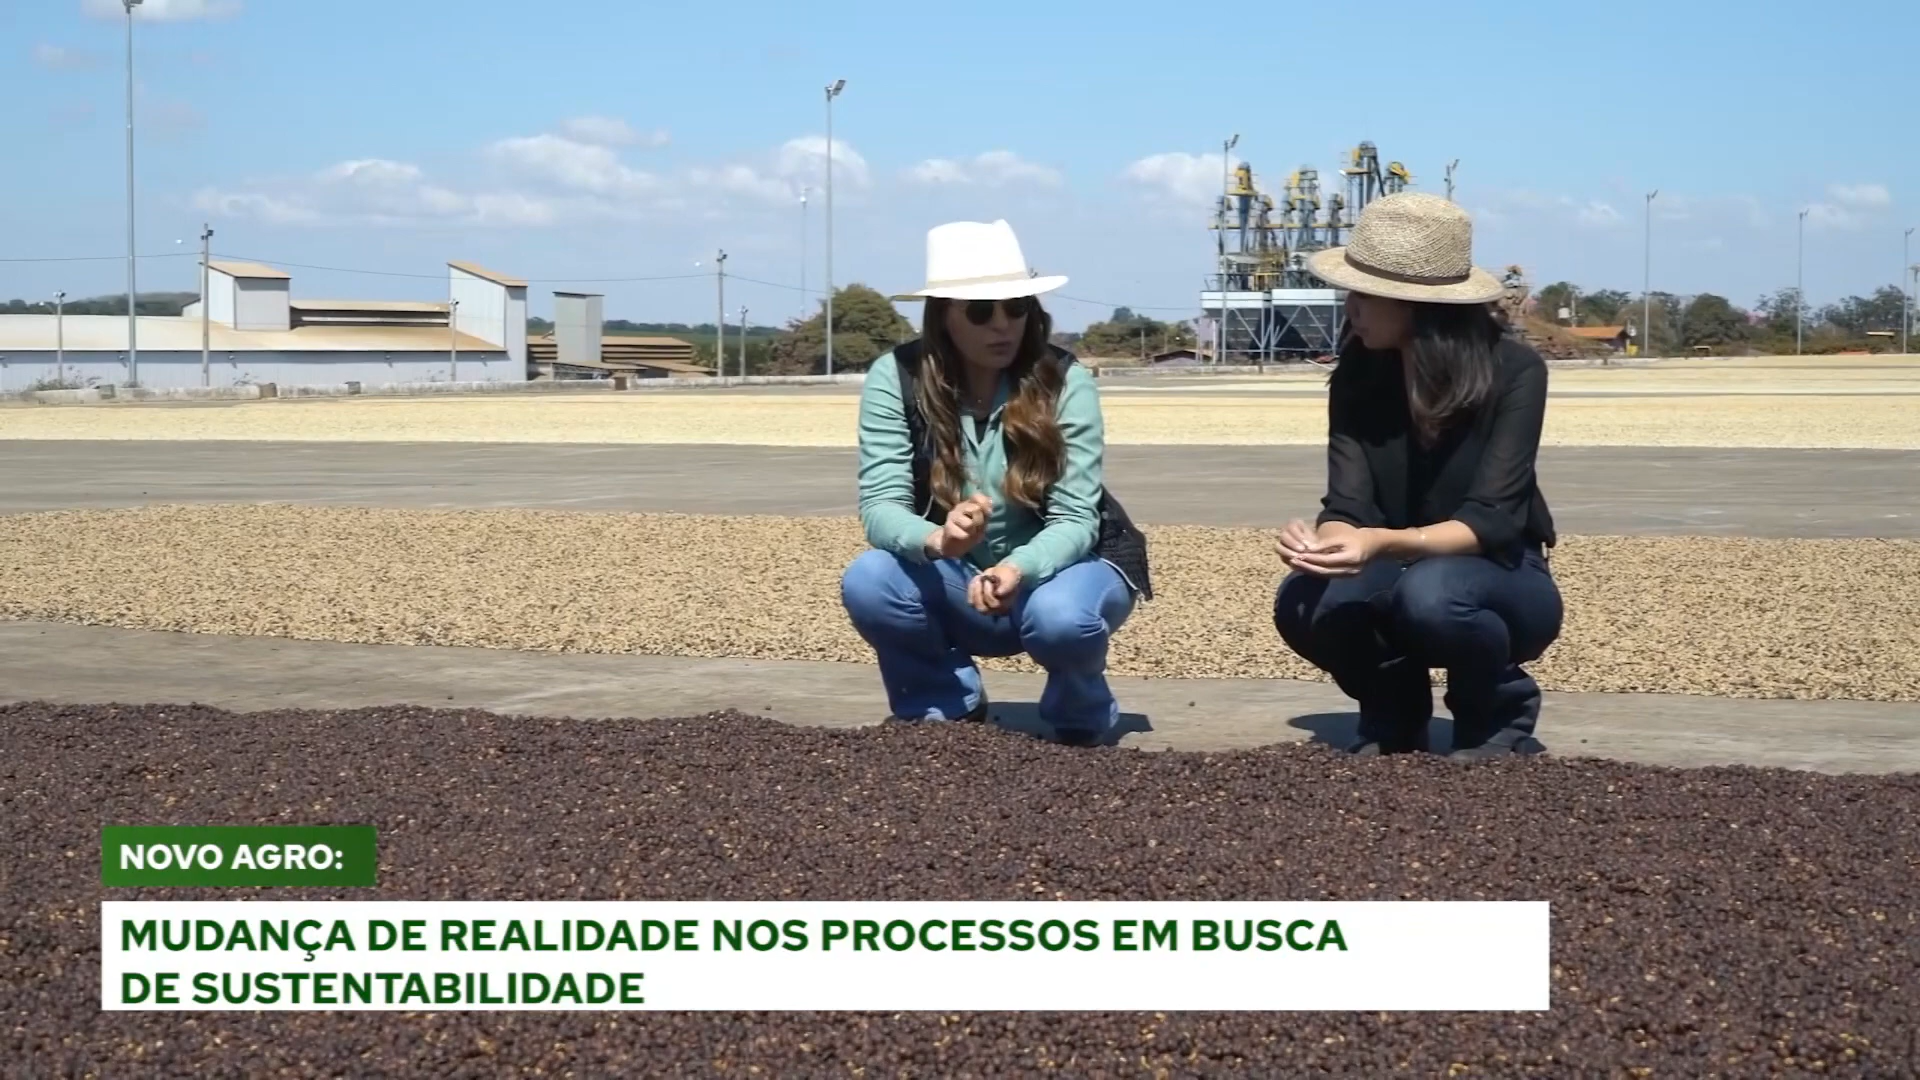 NOVO AGRO:
MUDANÇA DE REALIDADE NOS PROCESSOS EM BUSCA
DE SUSTENTABILIDADE